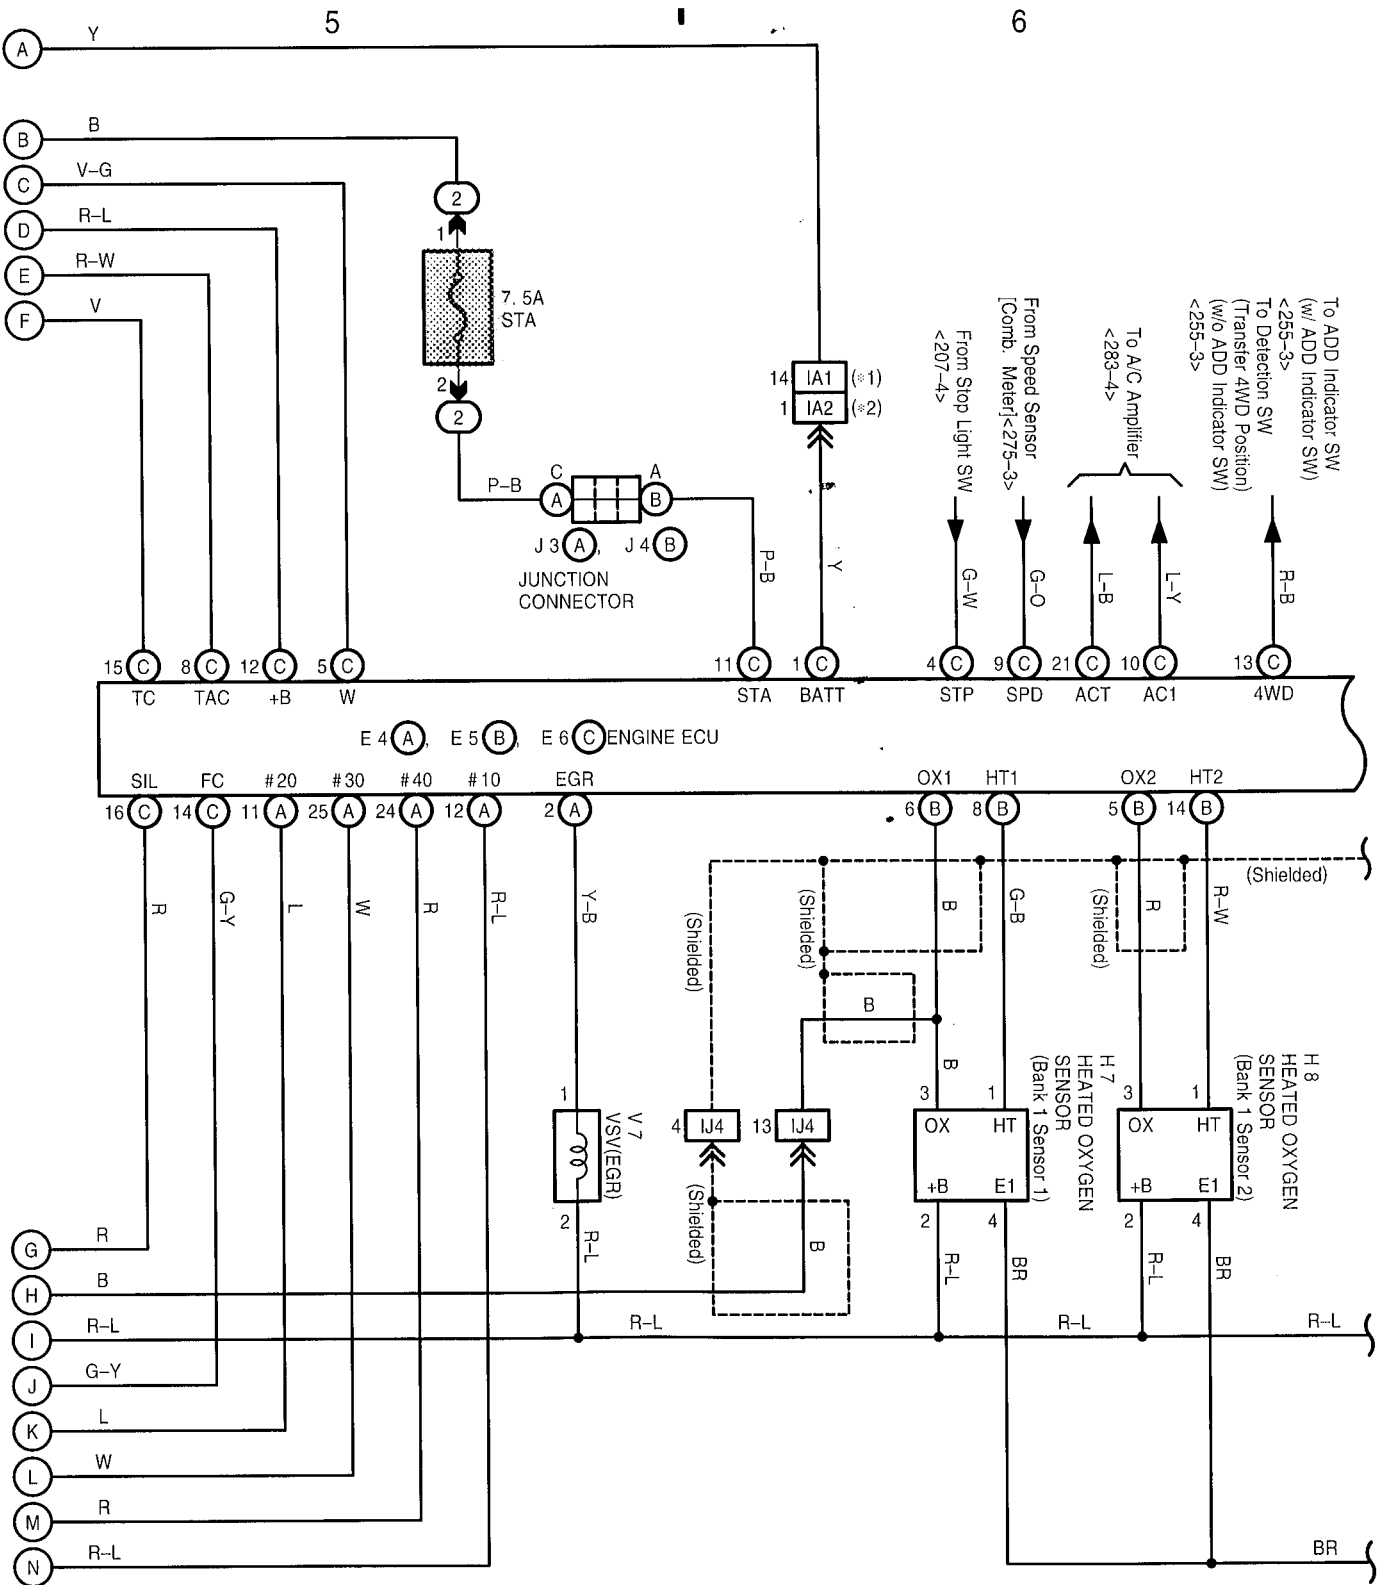 5
6
A
Y
B
B
C
V–G
D
R–L
E
R–W
F
V
2
1
7.5A
STA
2
2
P–B
C
A
A
B
J 3 A, J 4 B
JUNCTION
CONNECTOR
P–B
14 IA1 (*1)
1 IA2 (*2)
Y
From Stop Light SW
<207–4>
From Speed Sensor
[Comb. Meter]<275–3>
To A/C Amplifier
<283–4>
To ADD Indicator SW
(w/ ADD Indicator SW)
<255–3>
To Detection SW
(Transfer 4WD Position)
(w/o ADD Indicator SW)
<255–3>
G–W
G–O
L–B
L–Y
R–B
15 C
8 C
12 C
5 C
11 C
1 C
4 C
9 C
21 C
10 C
13 C
TC
TAC
+B
W
STA
BATT
STP
SPD
ACT
AC1
4WD
E 4 A, E 5 B, E 6 C ENGINE ECU
SIL
FC
#20
#30
#40
#10
EGR
OX1
HT1
OX2
HT2
16 C
14 C
11 A
25 A
24 A
12 A
2 A
6 B
8 B
5 B
14 B
R
G–Y
L
W
R
R–L
Y–B
(Shielded)
(Shielded)
B
G–B
(Shielded)
R
R–W
(Shielded)
B
B
1
V 7
VSV(EGR)
2
R–L
4 IJ4
13 IJ4
(Shielded)
B
3
1
OX
HT
+B
E1
2
4
H 7
HEATED OXYGEN
SENSOR
(Bank 1 Sensor 1)
R–L
BR
3
1
OX
HT
+B
E1
2
4
H 8
HEATED OXYGEN
SENSOR
(Bank 1 Sensor 2)
R–L
BR
G
R
H
B
I
R–L
R–L
R–L
R–L
J
G–Y
K
L
L
W
M
R
N
R–L
BR